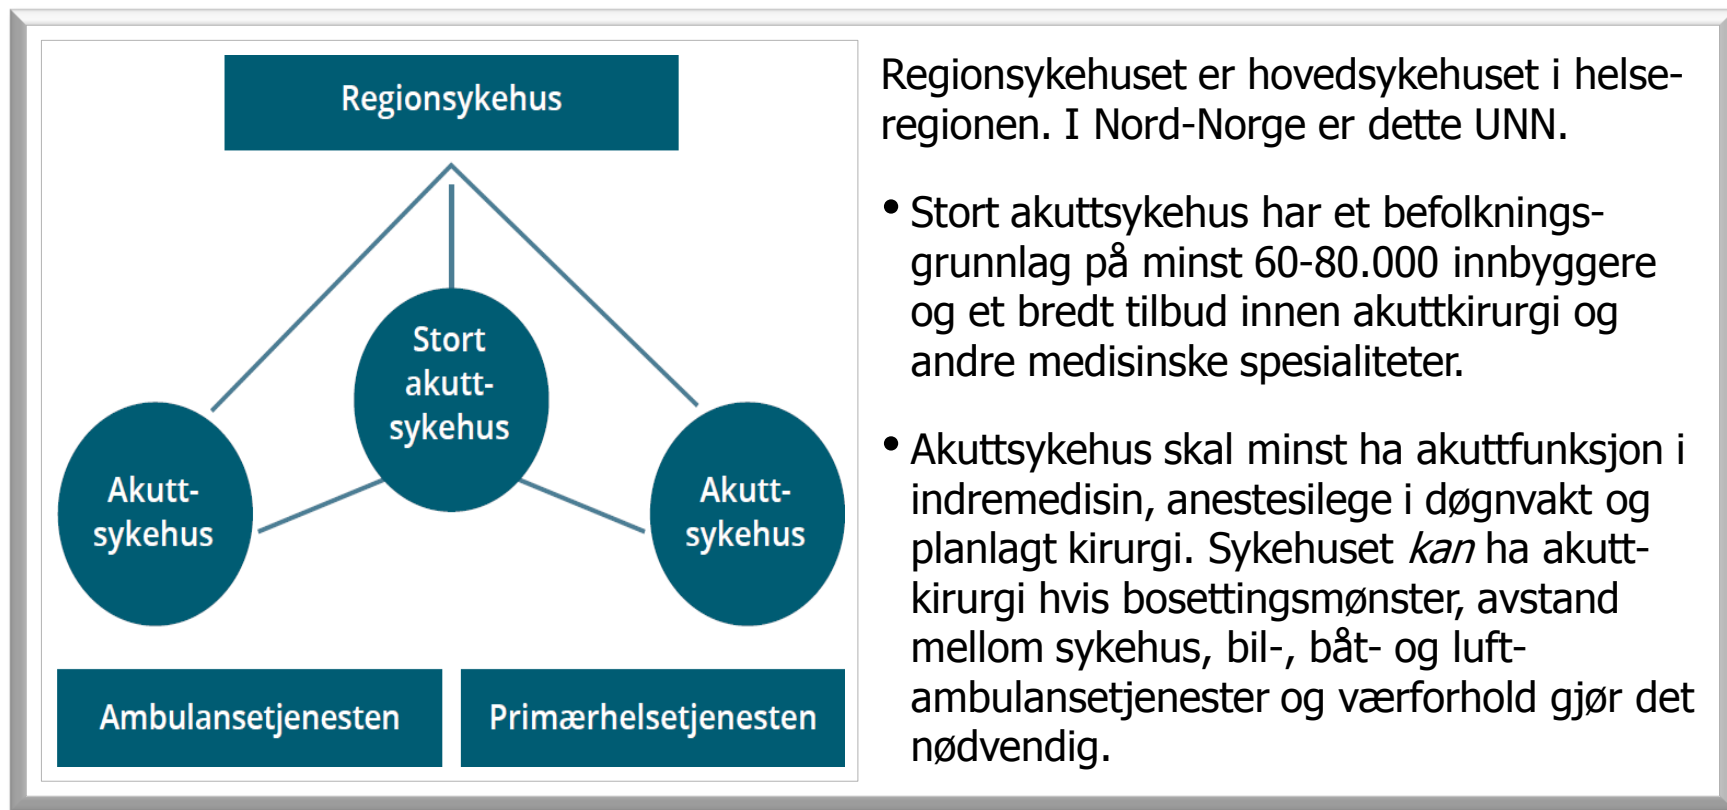 Regionsykehus
Stort
akutt-
sykehus
Akutt-
sykehus
Akutt-
sykehus
Ambulansetjenesten
Primærhelsetjenesten
Regionsykehuset er hovedsykehuset i helse-
regionen. I Nord-Norge er dette UNN.
• Stort akuttsykehus har et befolknings-
grunnlag på minst 60-80.000 innbyggere
og et bredt tilbud innen akuttkirurgi og
andre medisinske spesialiteter.
• Akuttsykehus skal minst ha akuttfunksjon i
indremedisin, anestesilege i døgnvakt og
planlagt kirurgi. Sykehuset kan ha akutt-
kirurgi hvis bosettingsmønster, avstand
mellom sykehus, bil-, båt- og luft-
ambulansetjenester og værforhold gjør det
nødvendig.